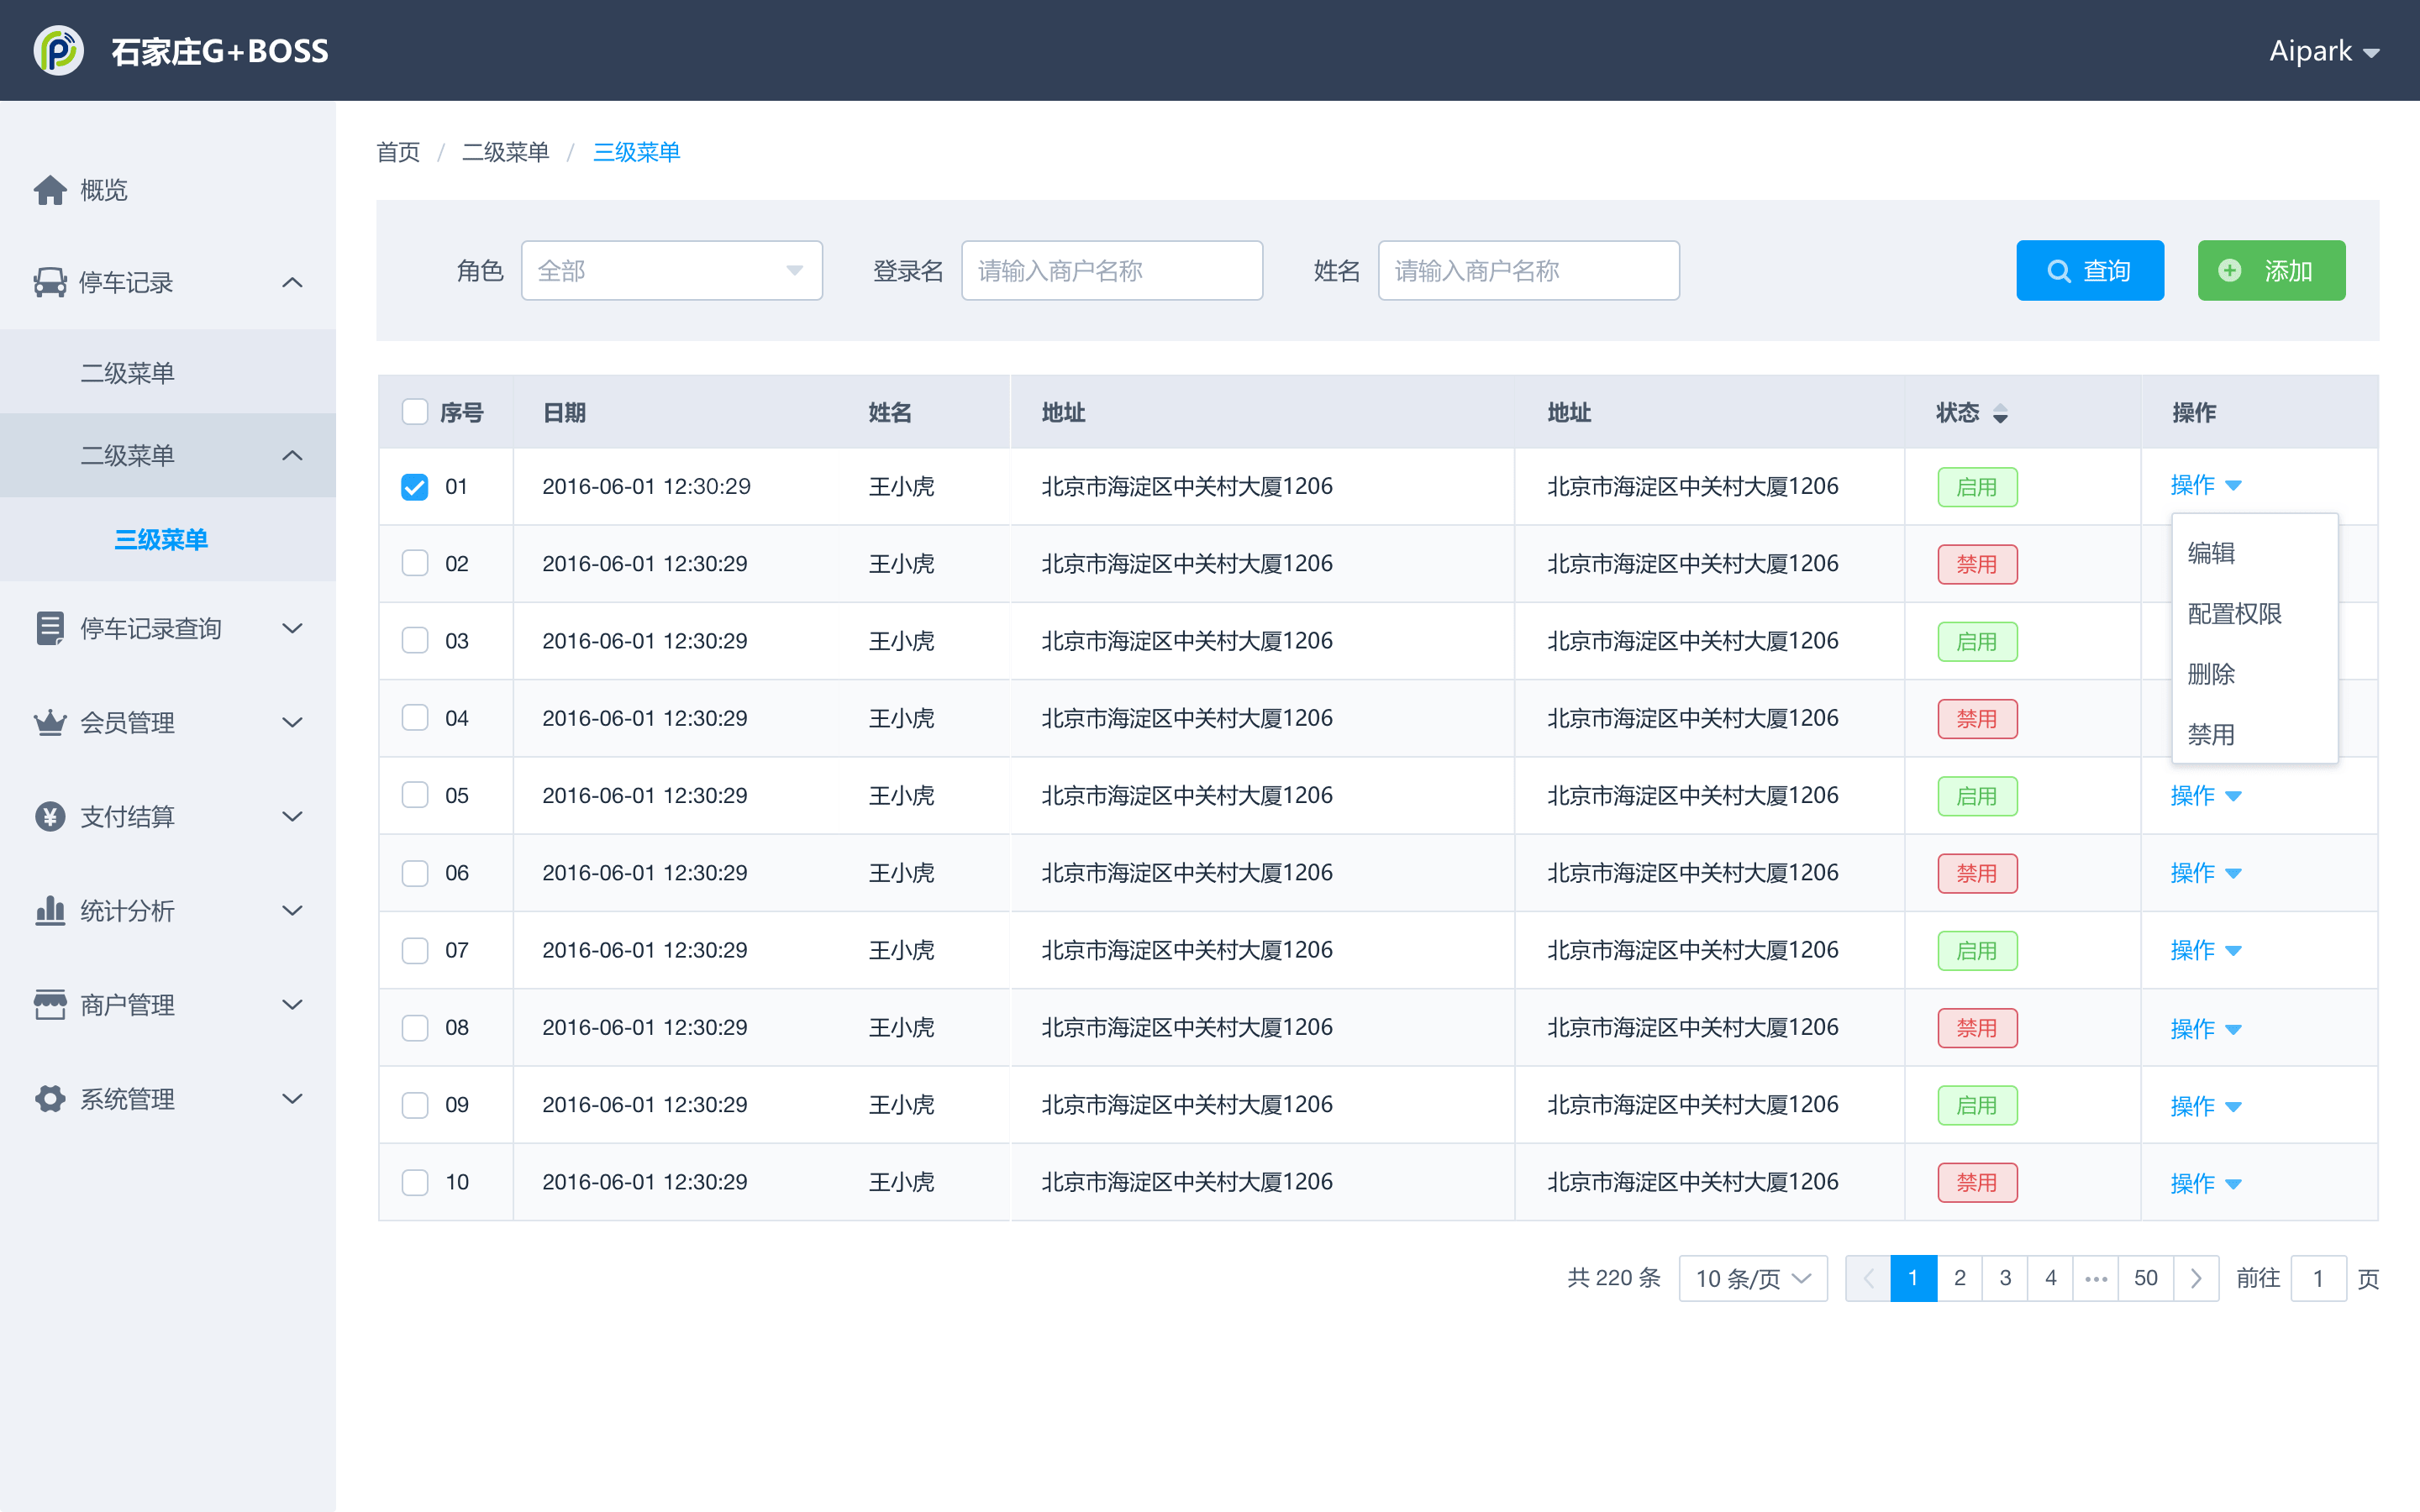 石家庄G+BOSS
Aipark
概览
停车记录
二级菜单
二级菜单
三级菜单
停车记录查询
会员管理
支付结算
统计分析
商户管理
系统管理
首页 / 二级菜单 / 三级菜单
角色 全部 登录名 请输入商户名称 姓名 请输入商户名称 查询 添加
序号 日期 姓名 地址 地址 状态 操作
01 2016-06-01 12:30:29 王小虎 北京市海淀区中关村大厦1206 北京市海淀区中关村大厦1206 启用 操作
02 2016-06-01 12:30:29 王小虎 北京市海淀区中关村大厦1206 北京市海淀区中关村大厦1206 禁用
03 2016-06-01 12:30:29 王小虎 北京市海淀区中关村大厦1206 北京市海淀区中关村大厦1206 启用
04 2016-06-01 12:30:29 王小虎 北京市海淀区中关村大厦1206 北京市海淀区中关村大厦1206 禁用
编辑
配置权限
删除
禁用
05 2016-06-01 12:30:29 王小虎 北京市海淀区中关村大厦1206 北京市海淀区中关村大厦1206 启用 操作
06 2016-06-01 12:30:29 王小虎 北京市海淀区中关村大厦1206 北京市海淀区中关村大厦1206 禁用 操作
07 2016-06-01 12:30:29 王小虎 北京市海淀区中关村大厦1206 北京市海淀区中关村大厦1206 启用 操作
08 2016-06-01 12:30:29 王小虎 北京市海淀区中关村大厦1206 北京市海淀区中关村大厦1206 禁用 操作
09 2016-06-01 12:30:29 王小虎 北京市海淀区中关村大厦1206 北京市海淀区中关村大厦1206 启用 操作
10 2016-06-01 12:30:29 王小虎 北京市海淀区中关村大厦1206 北京市海淀区中关村大厦1206 禁用 操作
共 220 条 10 条/页 1 2 3 4 ••• 50 前往 1 页